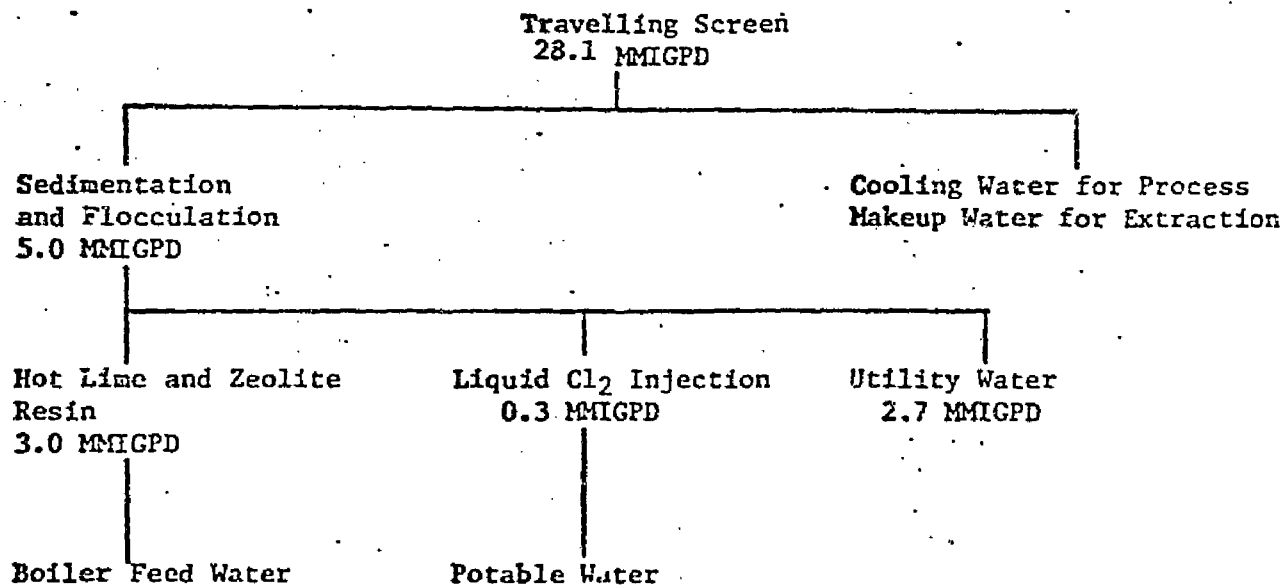 Travelling Screen
28.1 MMIGPD
Sedimentation
and Flocculation
5.0 MMIGPD
Cooling Water for Process
Makeup Water for Extraction
Hot Lime and Zeolite
Resin
3.0 MMIGPD
Liquid Cl₂ Injection
0.3 MMIGPD
Utility Water
2.7 MMIGPD
Boiler Feed Water
Potable Water